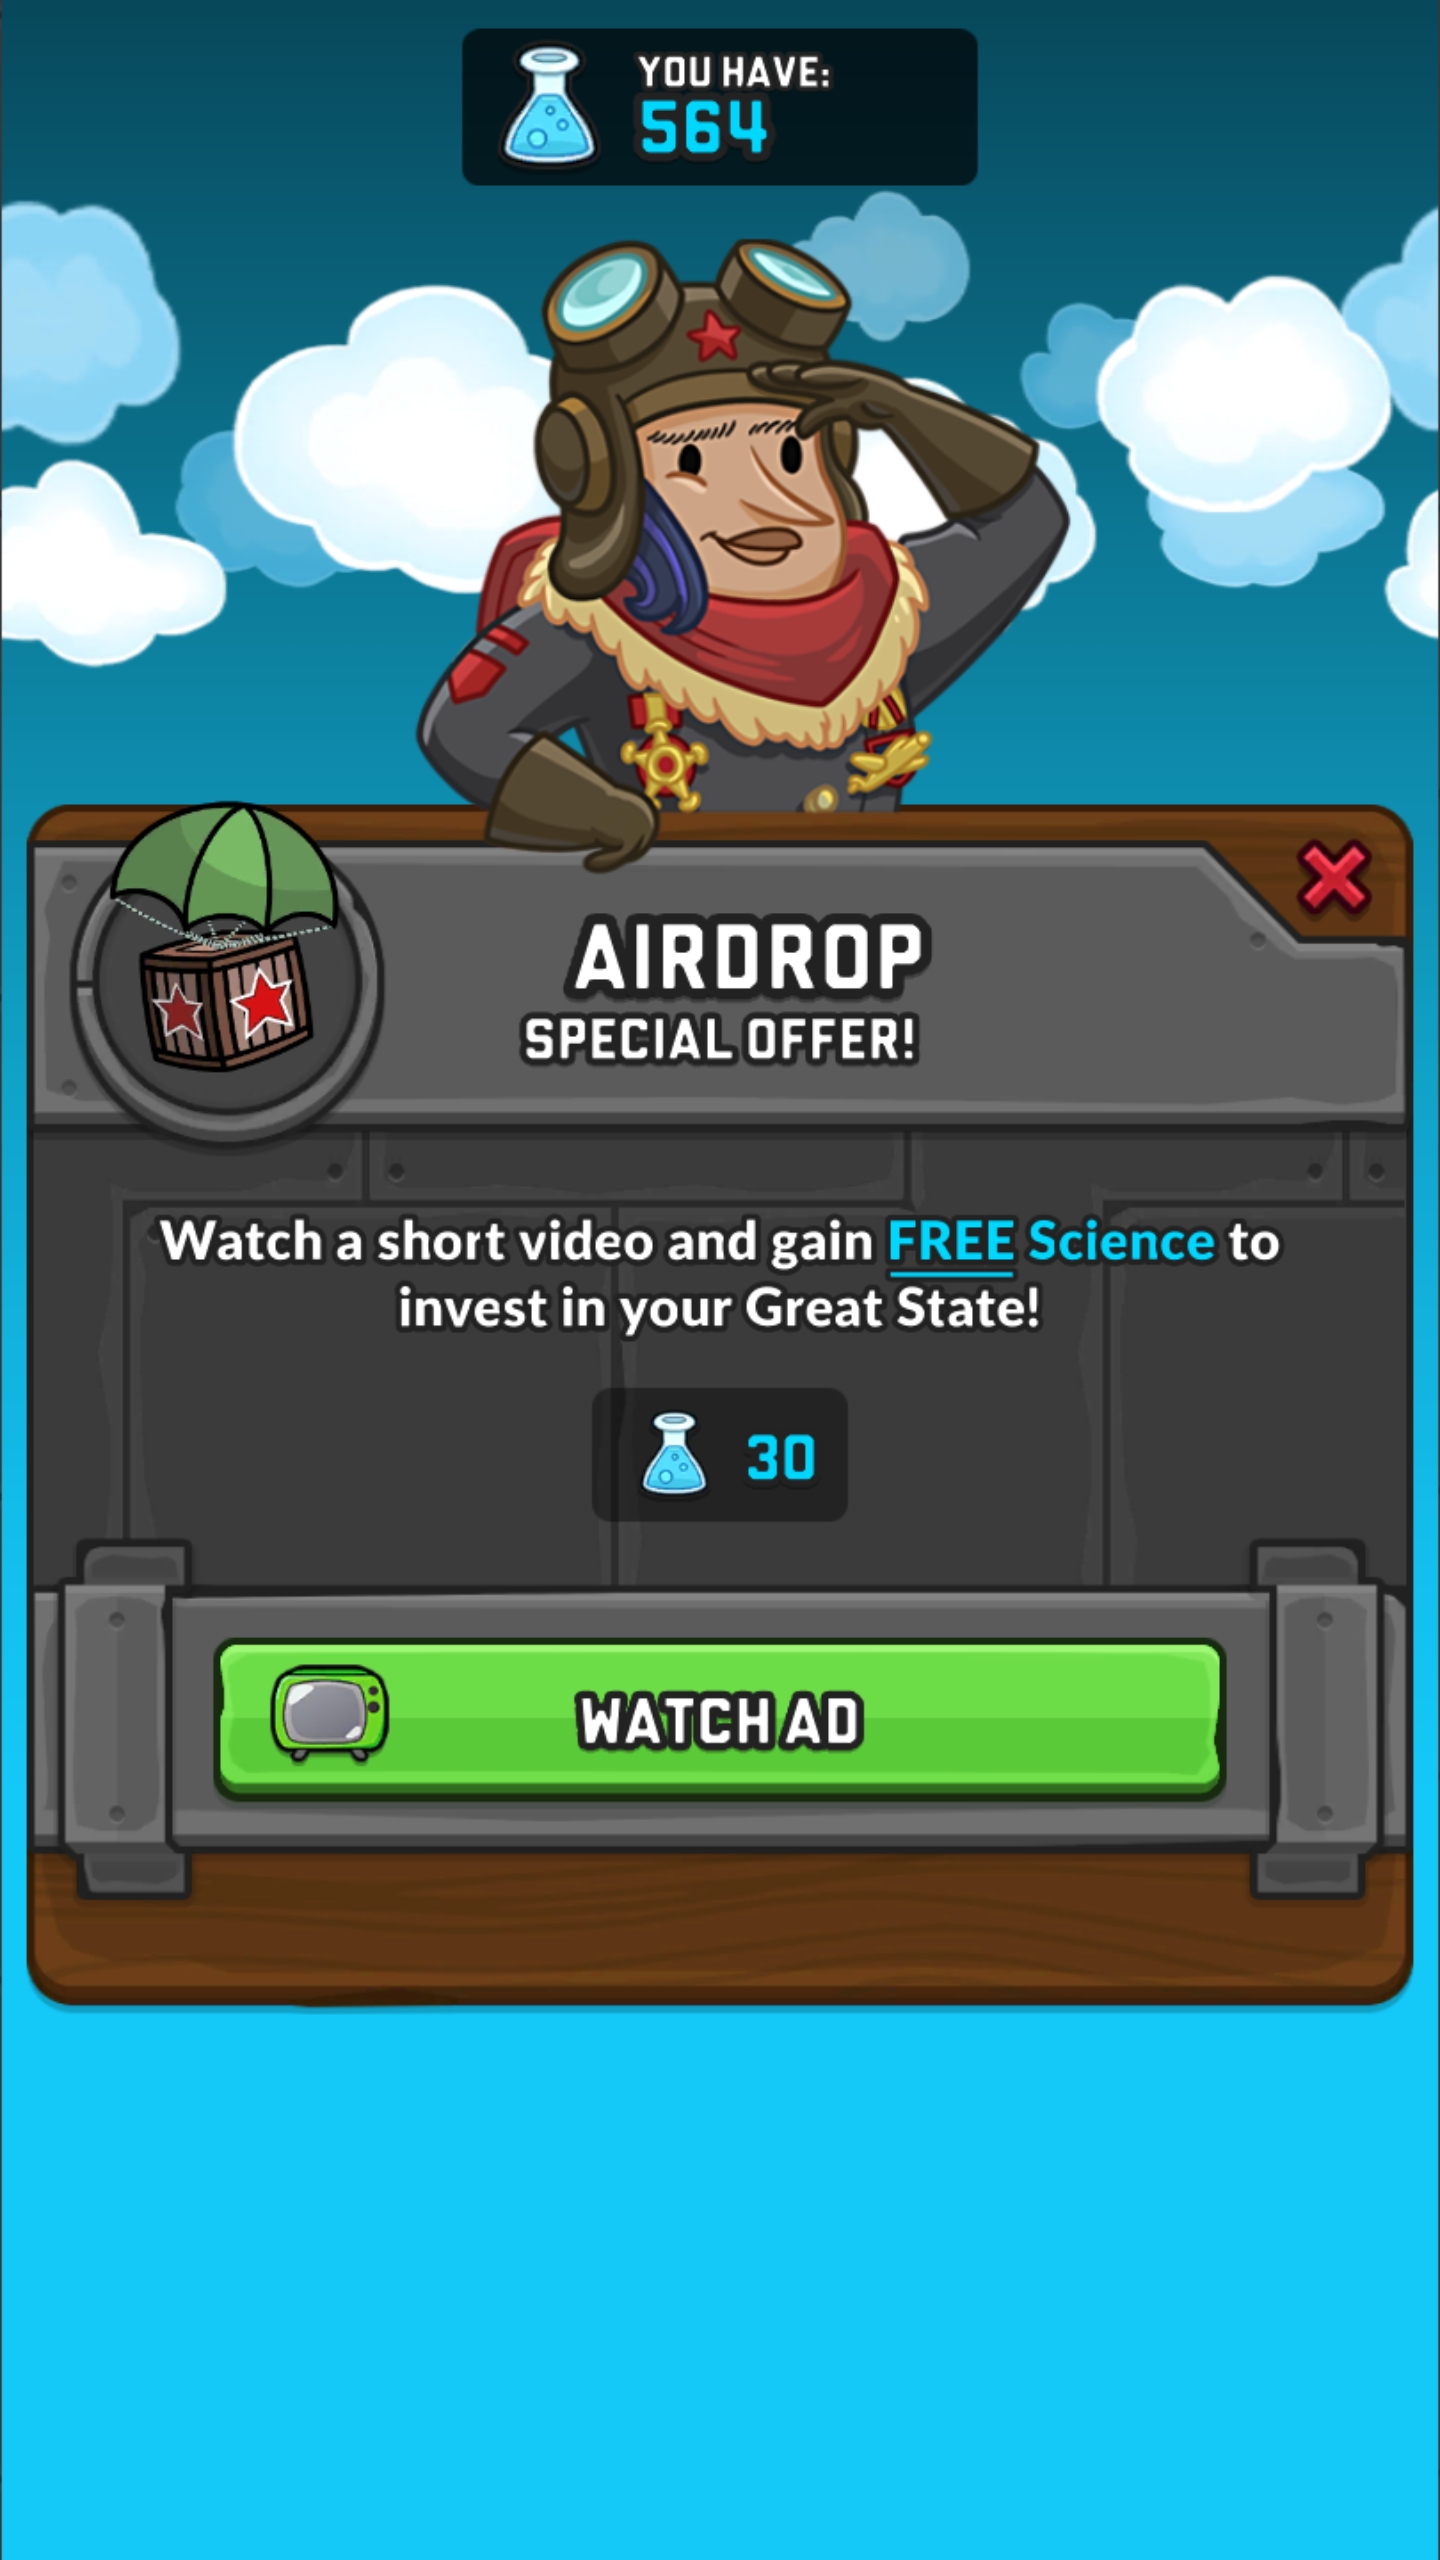 YOU HAVE:
564
AIRDROP
SPECIAL OFFER!
Watch a short video and gain FREE Science to
invest in your Great State!
30
WATCH AD